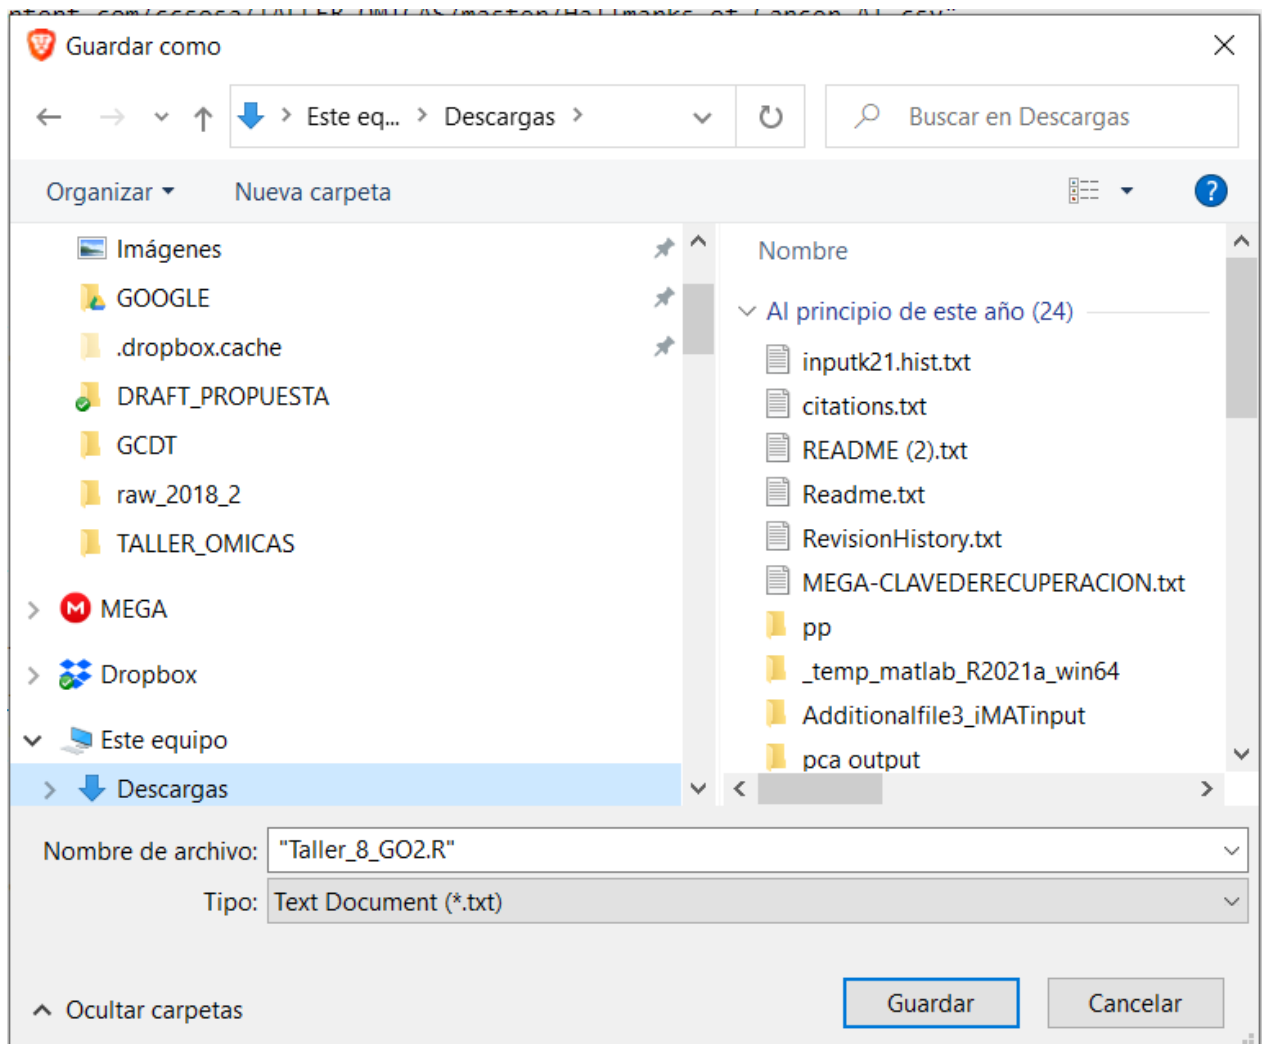 Guardar como
Este eq... > Descargas >
Buscar en Descargas
Organizar
Nueva carpeta
?
Imágenes
GOOGLE
.dropbox.cache
DRAFT_PROPUESTA
GCDT
raw_2018_2
TALLER_OMICAS
MEGA
Dropbox
Este equipo
Descargas
Nombre
Al principio de este año (24)
inputk21.hist.txt
citations.txt
README (2).txt
Readme.txt
RevisionHistory.txt
MEGA-CLAVEDERECUPERACION.txt
pp
_temp_matlab_R2021a_win64
Additionalfile3_iMATinput
pca output
Nombre de archivo: "Taller_8_GO2.R"
Tipo: Text Document (*.txt)
Ocultar carpetas
Guardar
Cancelar